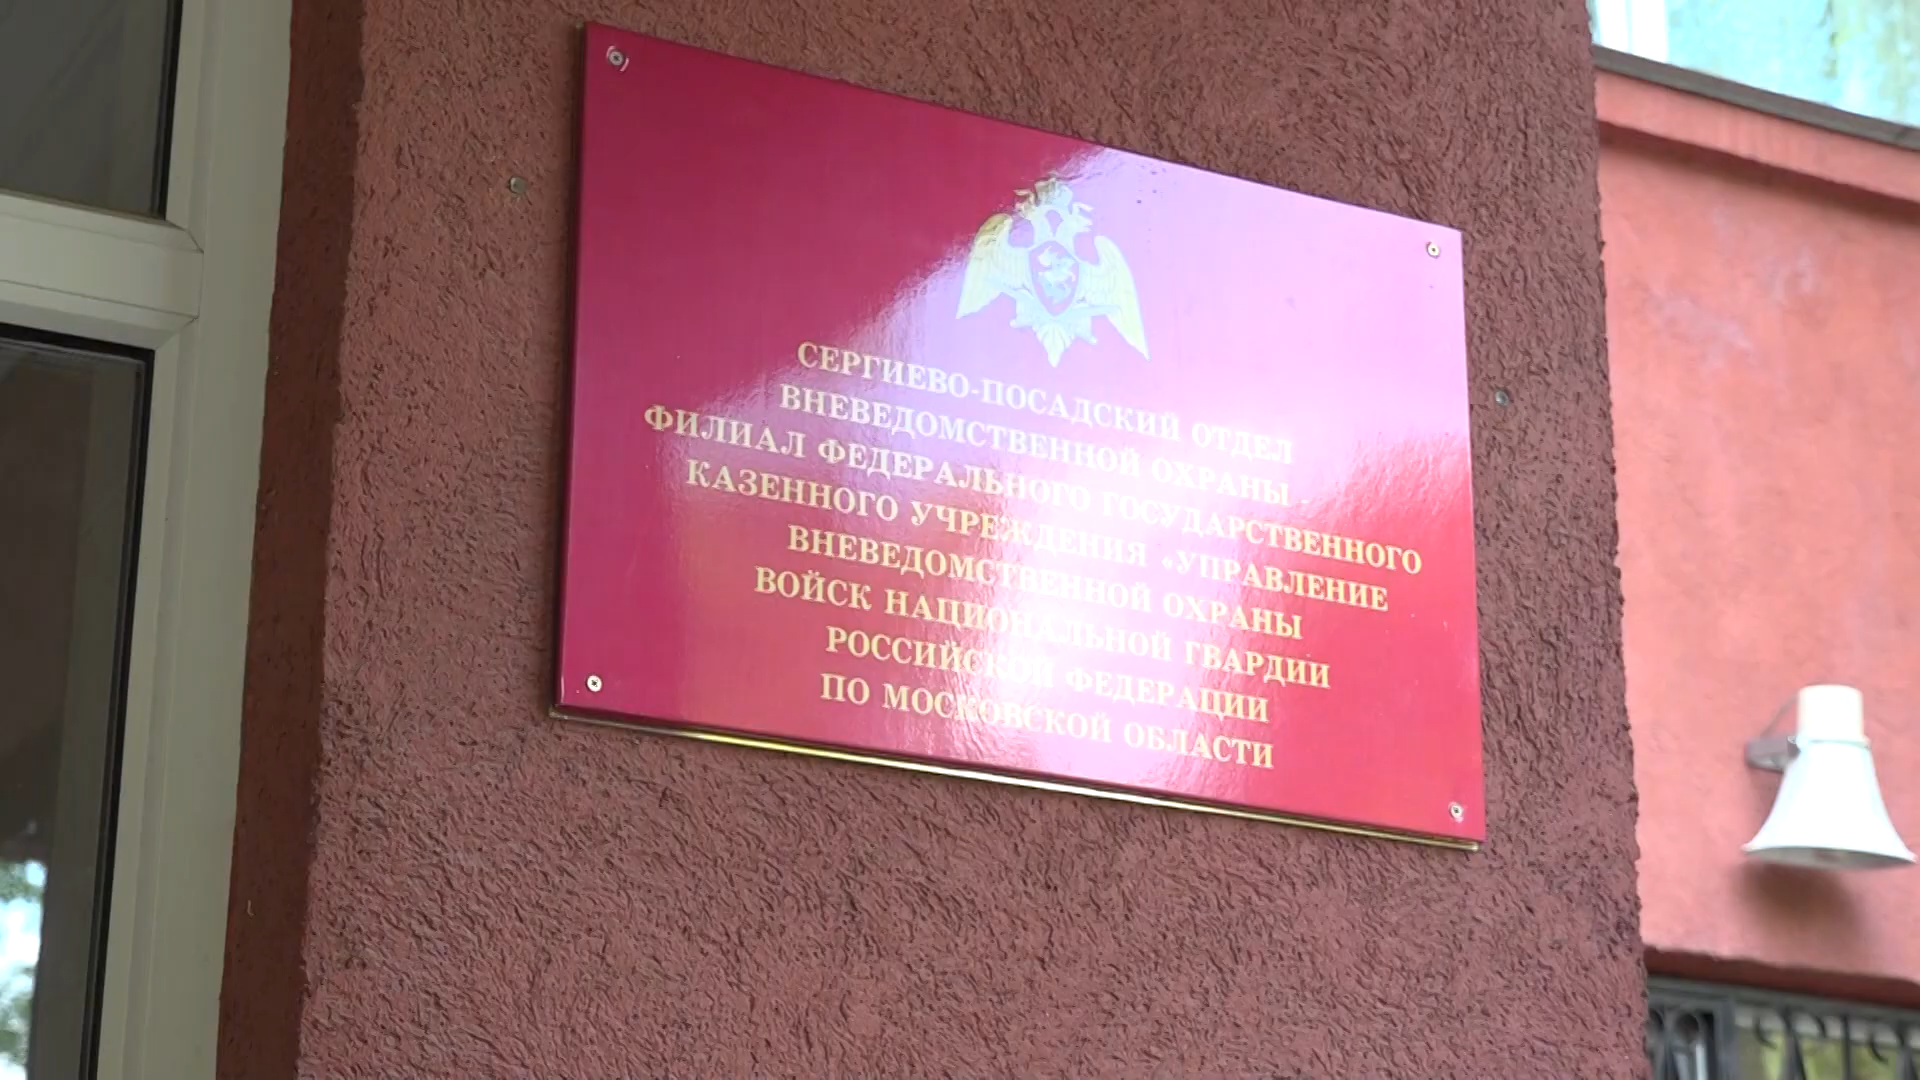 СЕРГИЕВО-ПОСАДСКИЙ ОТДЕЛ
ВНЕВЕДОМСТВЕННОЙ ОХРАНЫ -
ФИЛИАЛ ФЕДЕРАЛЬНОГО ГОСУДАРСТВЕННОГО
КАЗЕННОГО УЧРЕЖДЕНИЯ «УПРАВЛЕНИЕ
ВНЕВЕДОМСТВЕННОЙ ОХРАНЫ
ВОЙСК НАЦИОНАЛЬНОЙ ГВАРДИИ
РОССИЙСКОЙ ФЕДЕРАЦИИ
ПО МОСКОВСКОЙ ОБЛАСТИ